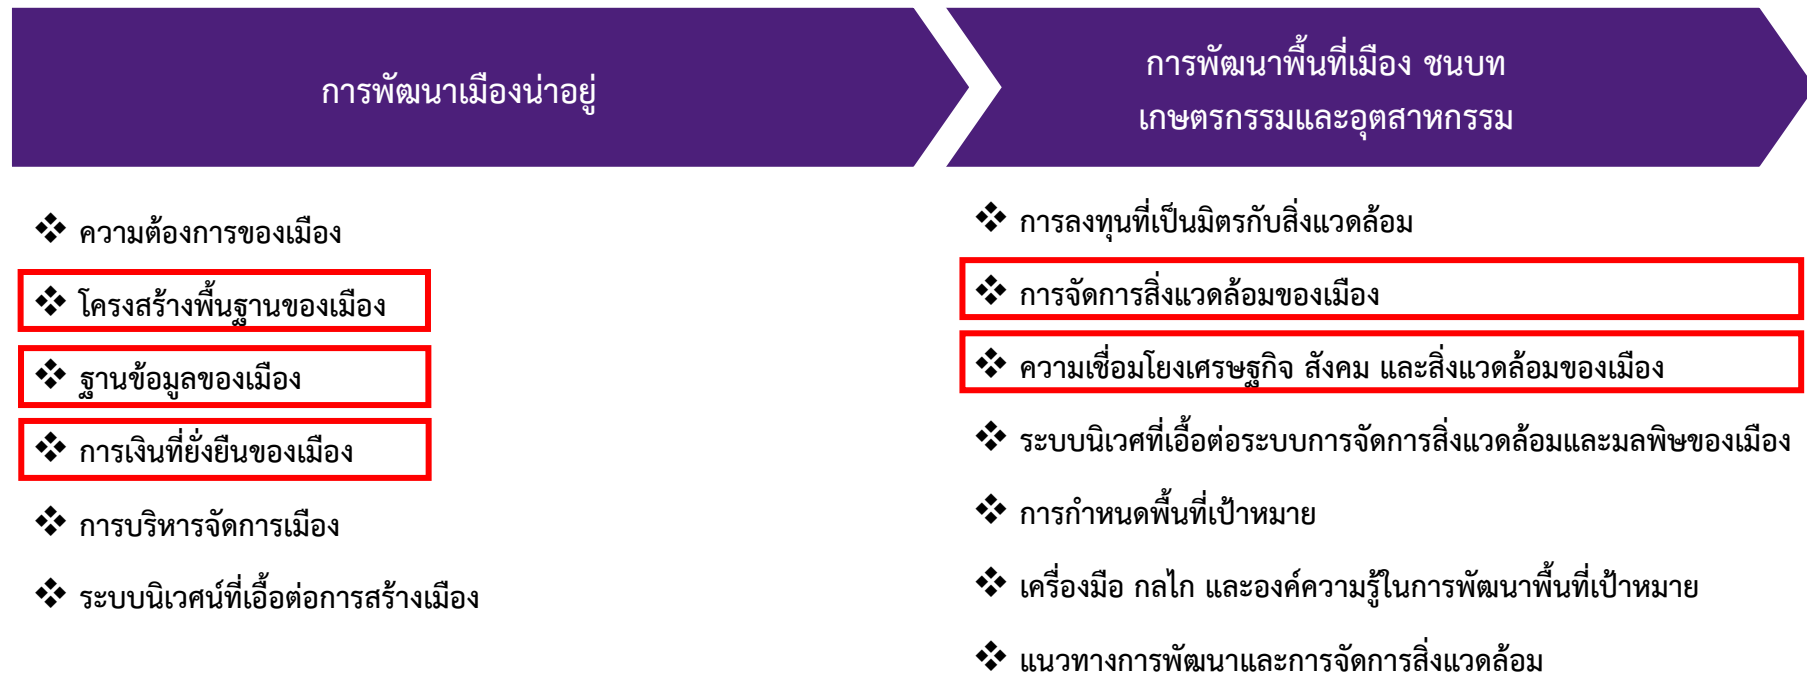 การพัฒนาเมืองน่าอยู่
ความต้องการของเมือง
โครงสร้างพื้นฐานของเมือง
ฐานข้อมูลของเมือง
การเงินที่ยั่งยืนของเมือง
การบริหารจัดการเมือง
ระบบนิเวศน์ที่เอื้อต่อการสร้างเมือง
การพัฒนาพื้นที่เมือง ชนบท
เกษตรกรรมและอุตสาหกรรม
การลงทุนที่เป็นมิตรกับสิ่งแวดล้อม
การจัดการสิ่งแวดล้อมของเมือง
ความเชื่อมโยงเศรษฐกิจ สังคม และสิ่งแวดล้อมของเมือง
ระบบนิเวศที่เอื้อต่อระบบการจัดการสิ่งแวดล้อมและมลพิษของเมือง
การกำหนดพื้นที่เป้าหมาย
เครื่องมือ กลไก และองค์ความรู้ในการพัฒนาพื้นที่เป้าหมาย
แนวทางการพัฒนาและการจัดการสิ่งแวดล้อม